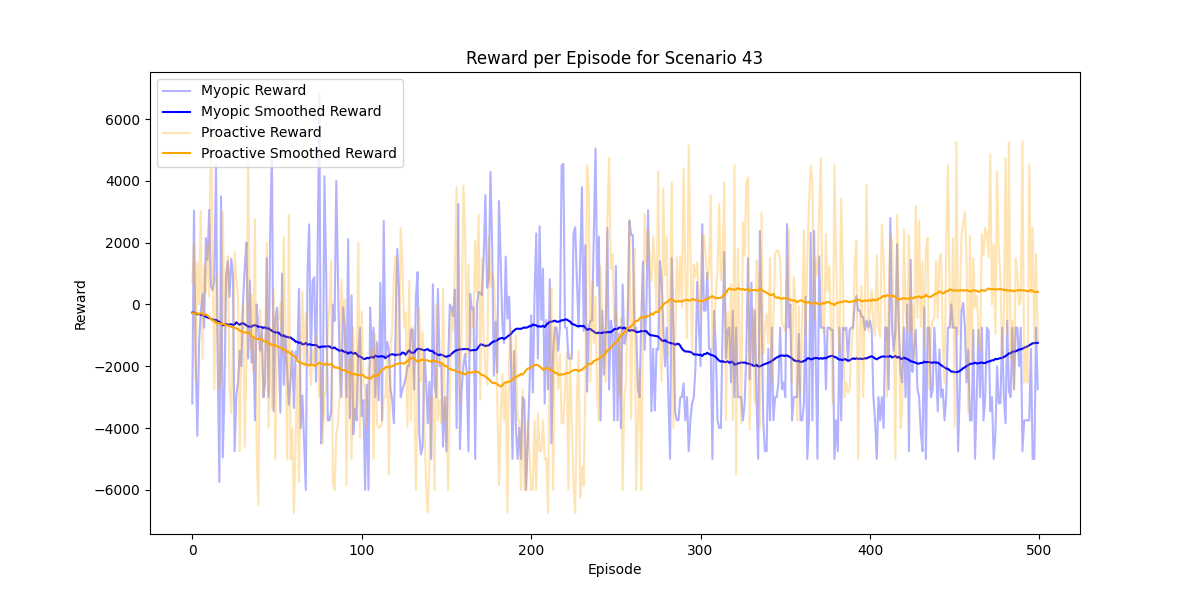 Reward per Episode for Scenario 43
Myopic Reward
Myopic Smoothed Reward
Proactive Reward
Proactive Smoothed Reward
6000
4000
2000
0
−2000
−4000
−6000
Reward
0 100 200 300 400 500
Episode